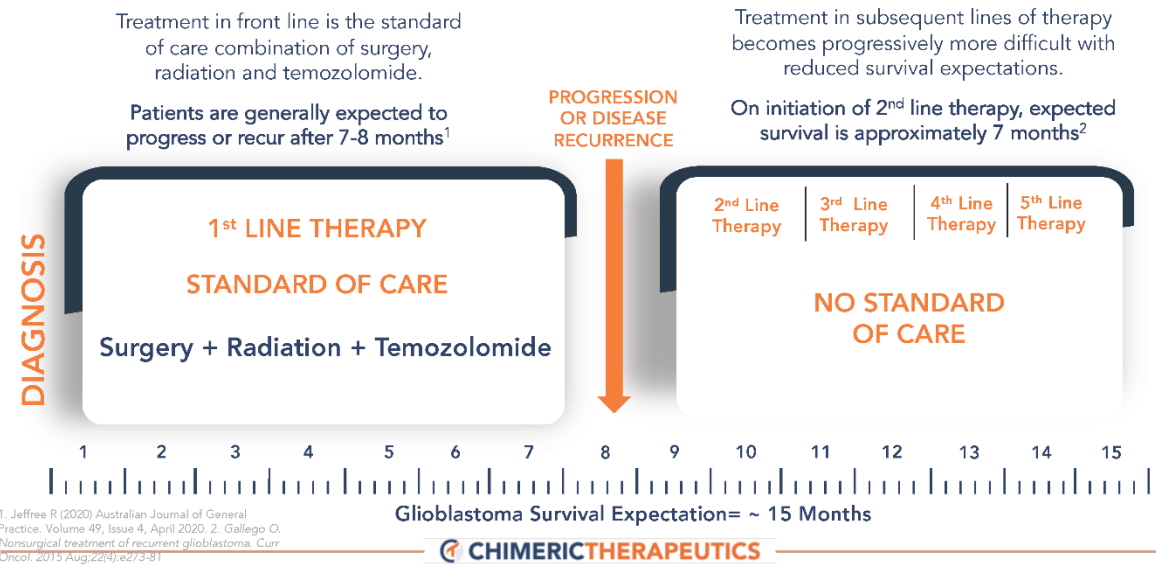 Treatment in front line is the standard
of care combination of surgery,
radiation and temozolomide.
Patients are generally expected to
progress or recur after 7-8 months1
PROGRESSION
OR DISEASE
RECURRENCE
Treatment in subsequent lines of therapy
becomes progressively more difficult with
reduced survival expectations.
On initiation of 2nd line therapy, expected
survival is approximately 7 months2
DIAGNOSIS
1st LINE THERAPY
STANDARD OF CARE
Surgery + Radiation + Temozolomide
2nd Line
Therapy
3rd Line
Therapy
4th Line
Therapy
5th Line
Therapy
NO STANDARD
OF CARE
1 2 3 4 5 6 7 8 9 10 11 12 13 14 15
Glioblastoma Survival Expectation= ~ 15 Months
1. Jeffree R (2020) Australian Journal of General
Practice. Volume 49, Issue 4, April 2020. 2. Gallego O.
Nonsurgical treatment of recurrent glioblastoma. Curr
Oncol. 2015 Aug;22(4):e273-81
CHIMERICTHERAPEUTICS